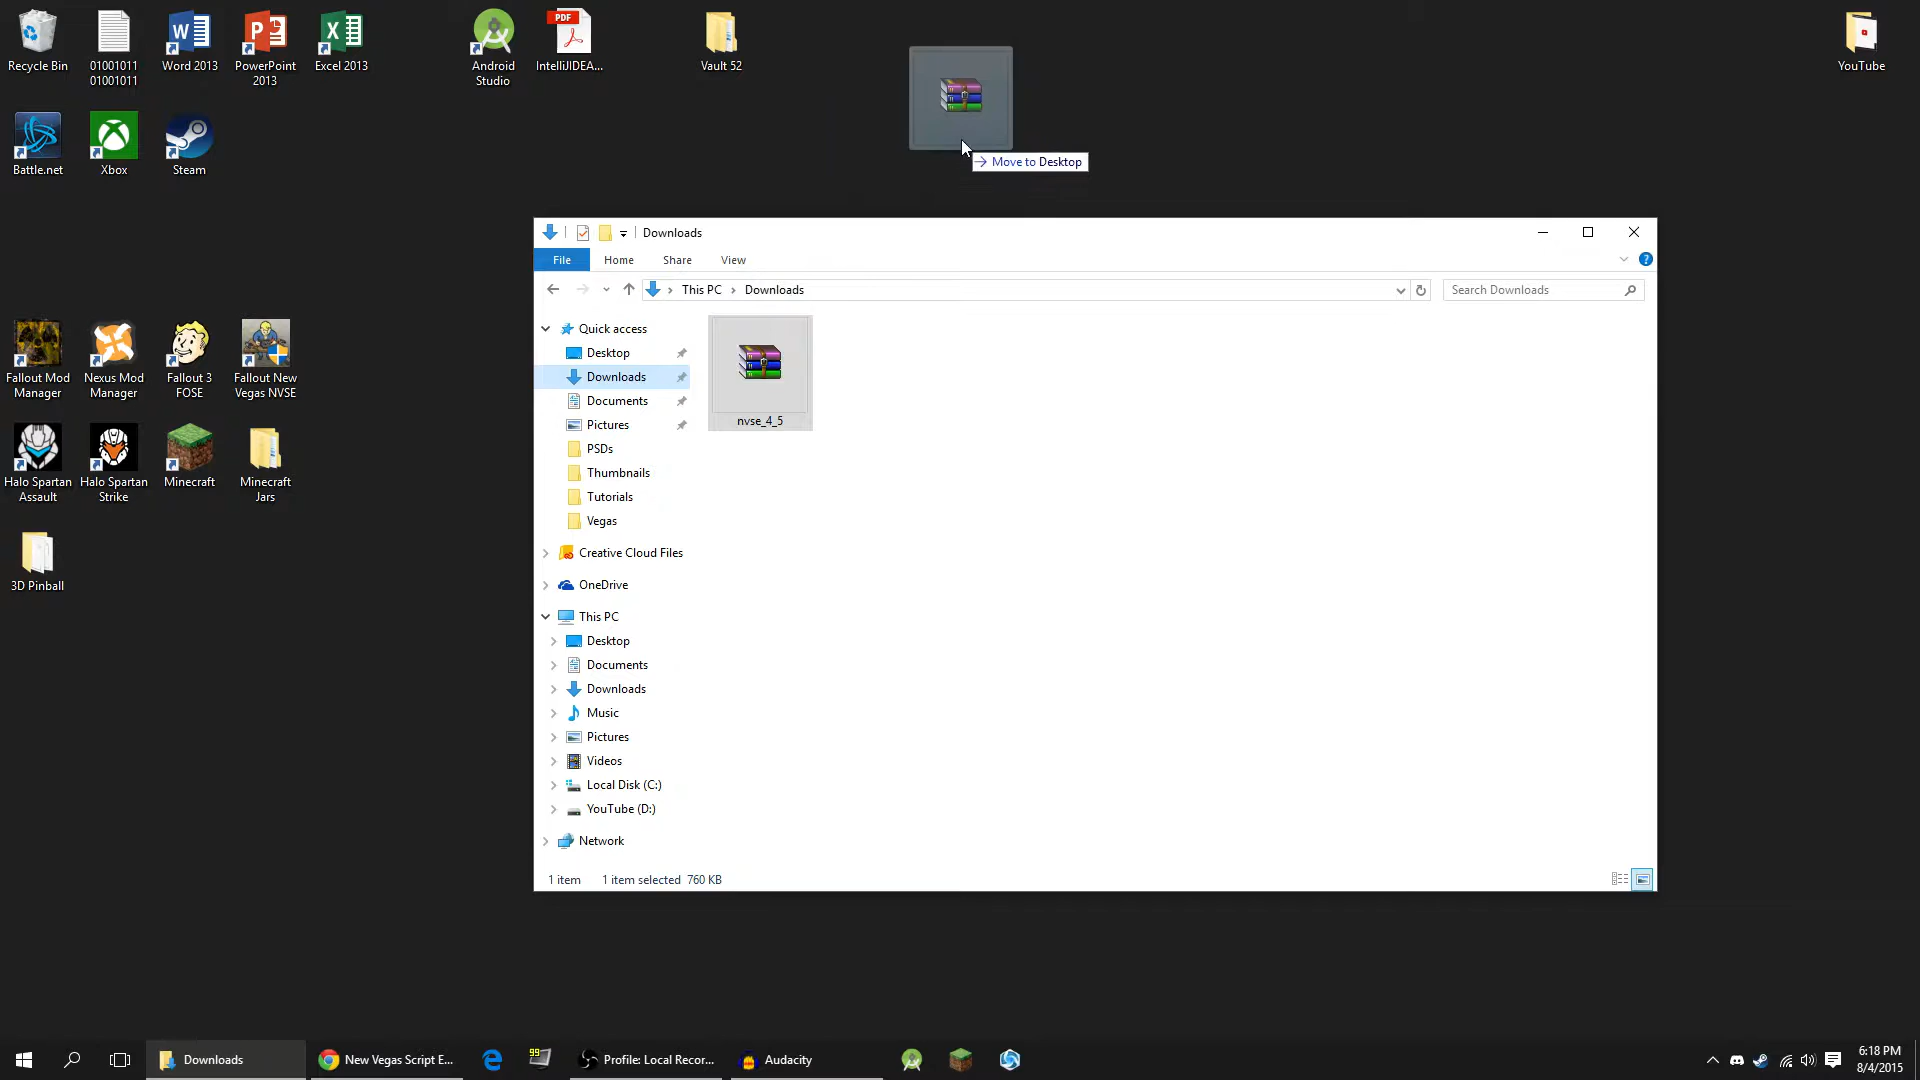 Recycle Bin
01001011
01001011
Word 2013
PowerPoint
2013
Excel 2013
Android
Studio
PDF
IntelliJIDEA...
Vault 52
YouTube
Battle.net
Xbox
Steam
Move to Desktop
Downloads
File
Home
Share
View
This PC
Downloads
Search Downloads
Fallout Mod
Manager
Nexus Mod
Manager
Fallout 3
FOSE
Fallout New
Vegas NVSE
Halo Spartan
Assault
Halo Spartan
Strike
Minecraft
Minecraft
Jars
3D Pinball
Quick access
Desktop
Downloads
Documents
Pictures
PSDs
Thumbnails
Tutorials
Vegas
Creative Cloud Files
OneDrive
This PC
Desktop
Documents
Downloads
Music
Pictures
Videos
Local Disk (C:)
YouTube (D:)
Network
nvse_4_5
1 item
1 item selected 760 KB
Downloads
New Vegas Script E...
99
Profile: Local Recor...
Audacity
6:18 PM
8/4/2015